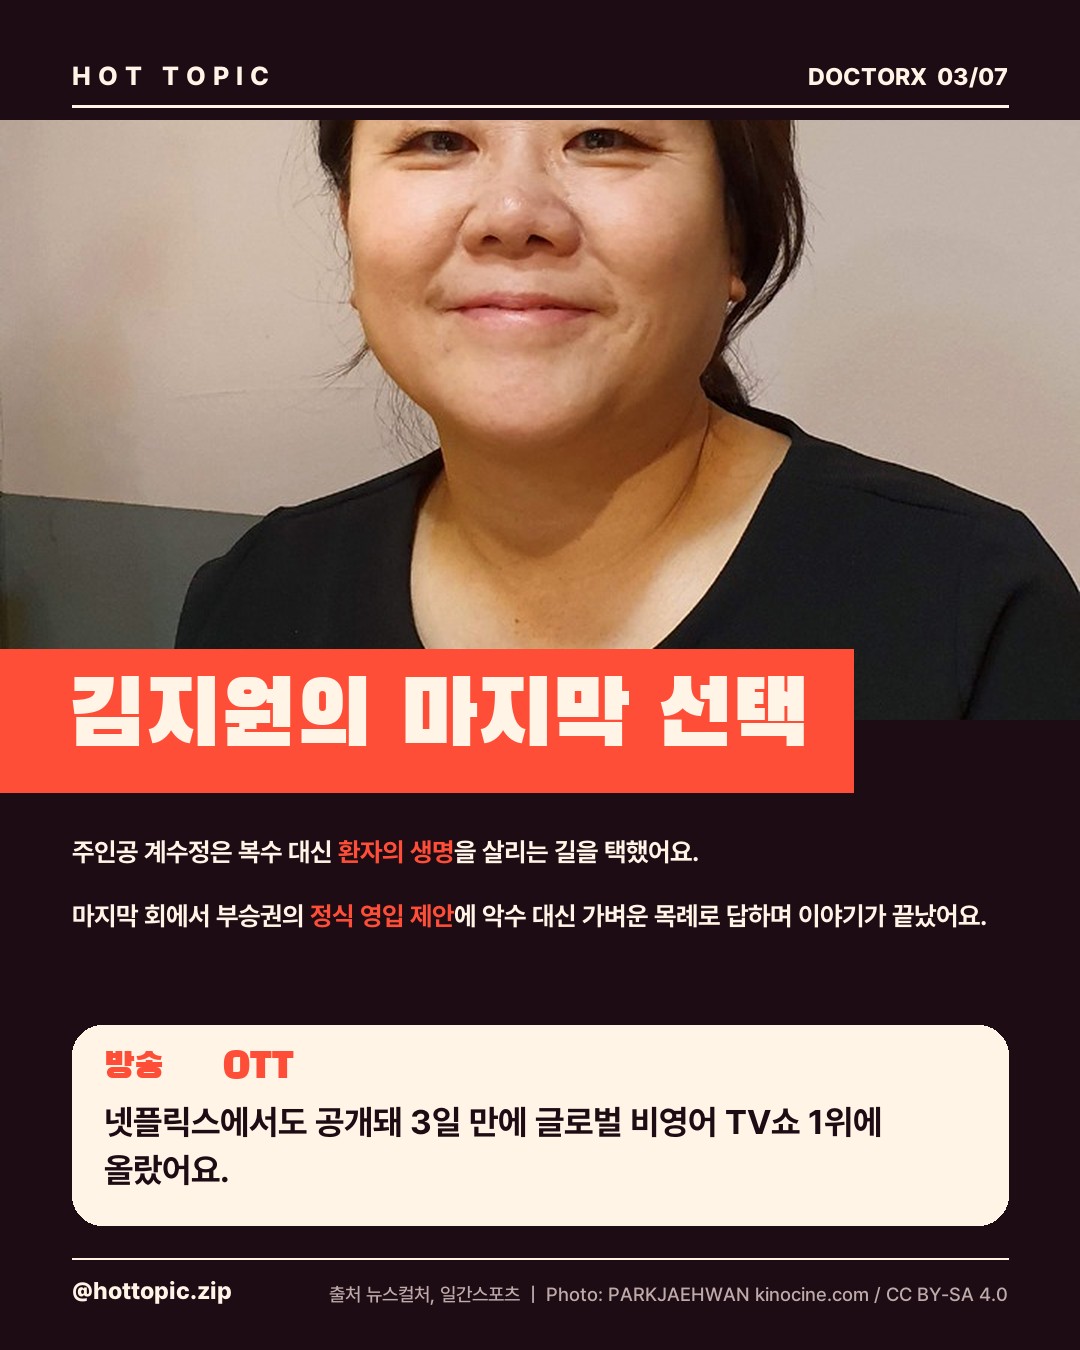 HOT TOPIC
DOCTORX 03/07
김지원의 마지막 선택
주인공 계수정은 복수 대신 환자의 생명을 살리는 길을 택했어요.
마지막 회에서 부승권의 정식 영입 제안에 악수 대신 가벼운 목례로 답하며 이야기가 끝났어요.
방송 OTT
넷플릭스에서도 공개돼 3일 만에 글로벌 비영어 TV쇼 1위에
올랐어요.
@hottopic.zip
출처 뉴스컬처, 일간스포츠 | Photo: PARKJAEHWAN kinocine.com / CC BY-SA 4.0